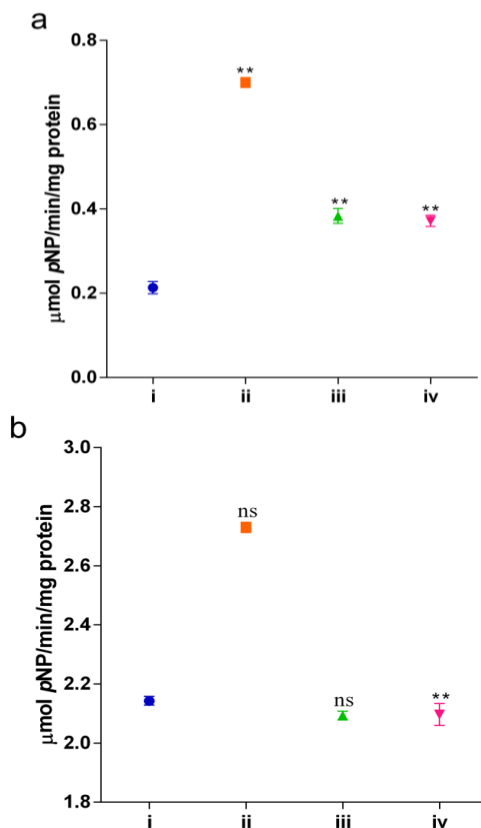 a
μmol pNP/min/mg protein
0.8
0.6
0.4
0.2
0.0
**
**
**
i ii iii iv
b
μmol pNP/min/mg protein
3.0
2.8
2.6
2.4
2.2
2.0
1.8
ns
ns
**
i ii iii iv